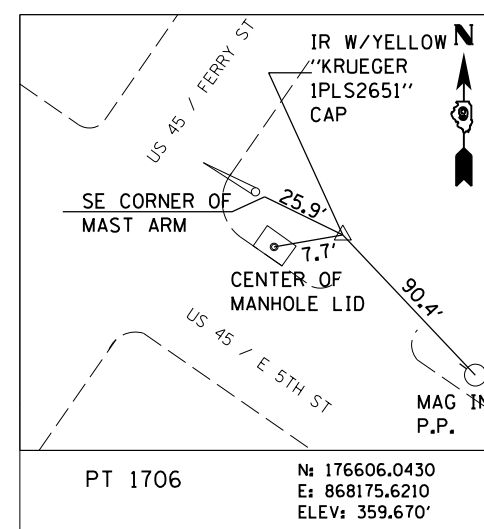 IR W/YELLOW
"KRUEGER
1PLS2651"
CAP
N
US 45 / FERRY ST
SE CORNER OF
MAST ARM
25.9'
7.7'
CENTER OF
MANHOLE LID
90.4'
US 45 / E 5TH ST
MAG IN
P.P.
PT 1706
N: 176606.0430
E: 868175.6210
ELEV: 359.670'